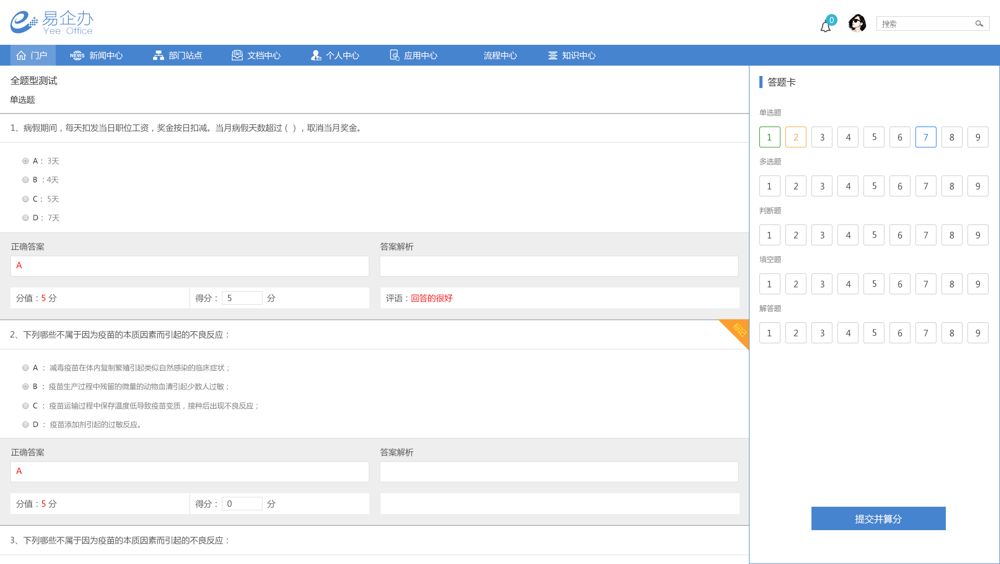 易企办
Yee Office
0
搜索
门户 NEWS 新闻中心 部门站点 文档中心 个人中心 应用中心 流程中心 知识中心
全题型测试
单选题
1、病假期间，每天扣发当日职位工资，奖金按日扣减。当月病假天数超过（ ），取消当月奖金。
A： 3天
B ：4天
C： 5天
D： 7天
正确答案
A
答案解析
分值：5 分
得分： 5 分
评语：回答的很好
标记
2、下列哪些不属于因为疫苗的本质因素而引起的不良反应：
A ： 减毒疫苗在体内复制繁殖引起类似自然感染的临床症状；
B ： 疫苗生产过程中残留的微量的动物血清引起少数人过敏；
C ： 疫苗运输过程中保存温度低导致疫苗变质，接种后出现不良反应；
D ： 疫苗添加剂引起的过敏反应。
正确答案
A
答案解析
分值：5 分
得分： 0 分
3、下列哪些不属于因为疫苗的本质因素而引起的不良反应：
答题卡
单选题
1 2 3 4 5 6 7 8 9
多选题
1 2 3 4 5 6 7 8 9
判断题
1 2 3 4 5 6 7 8 9
填空题
1 2 3 4 5 6 7 8 9
解答题
1 2 3 4 5 6 7 8 9
提交并算分